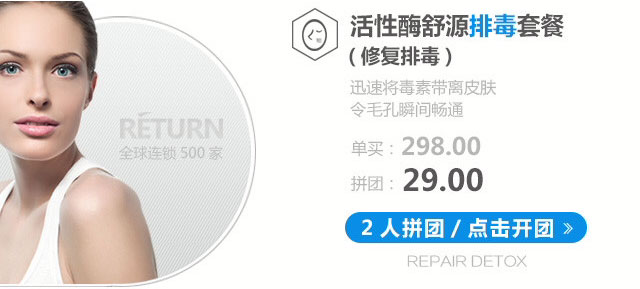 活性酶舒源排毒套餐
(修复排毒)
迅速将毒素带离皮肤
令毛孔瞬间畅通
RÉTURN
全球连锁 500 家
单买：298.00
拼团：29.00
2 人拼团 / 点击开团 »
REPAIR DETOX